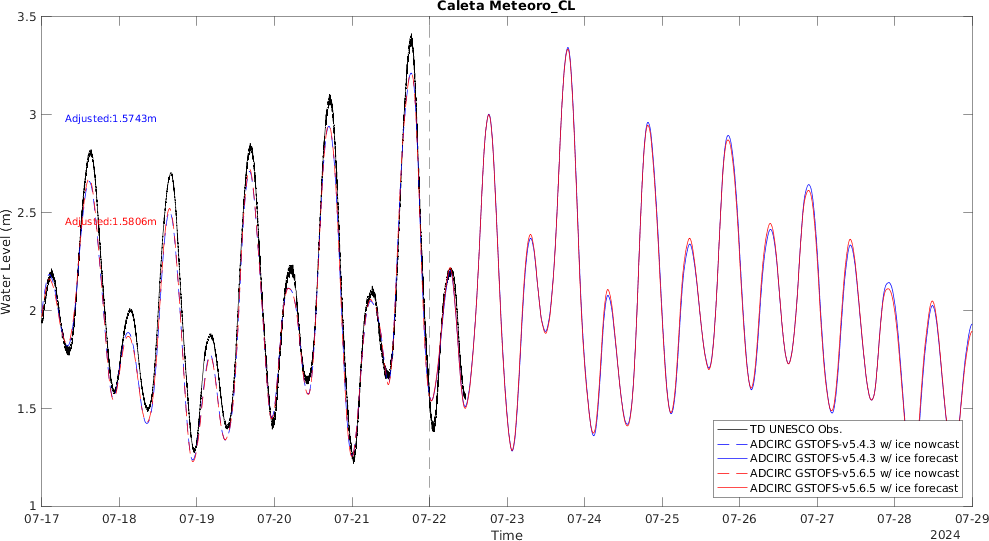 Caleta Meteoro_CL
3.5
3
2.5
2
1.5
1
Water Level (m)
Adjusted:1.5743m
Adjusted:1.5806m
TD UNESCO Obs.
ADCIRC GSTOFS-v5.4.3 w/ ice nowcast
ADCIRC GSTOFS-v5.4.3 w/ ice forecast
ADCIRC GSTOFS-v5.6.5 w/ ice nowcast
ADCIRC GSTOFS-v5.6.5 w/ ice forecast
07-17 07-18 07-19 07-20 07-21 07-22 07-23 07-24 07-25 07-26 07-27 07-28 07-29
Time
2024